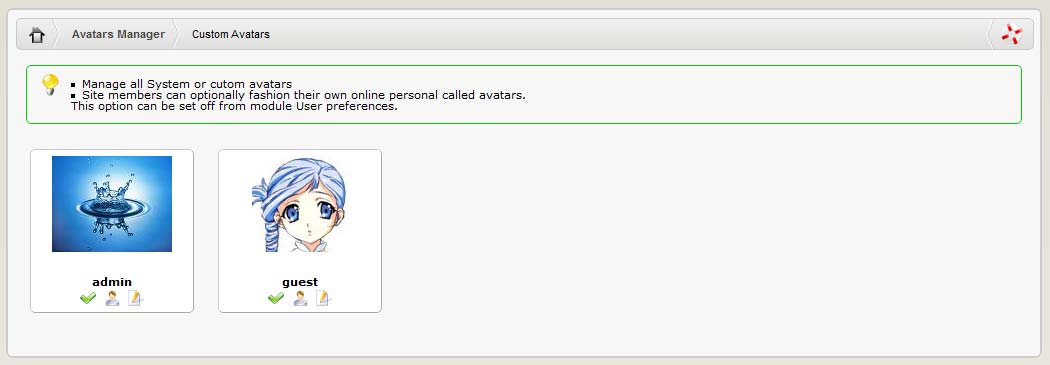 Avatars Manager Custom Avatars
Manage all System or cutom avatars
Site members can optionally fashion their own online personal called avatars.
This option can be set off from module User preferences.
admin
guest